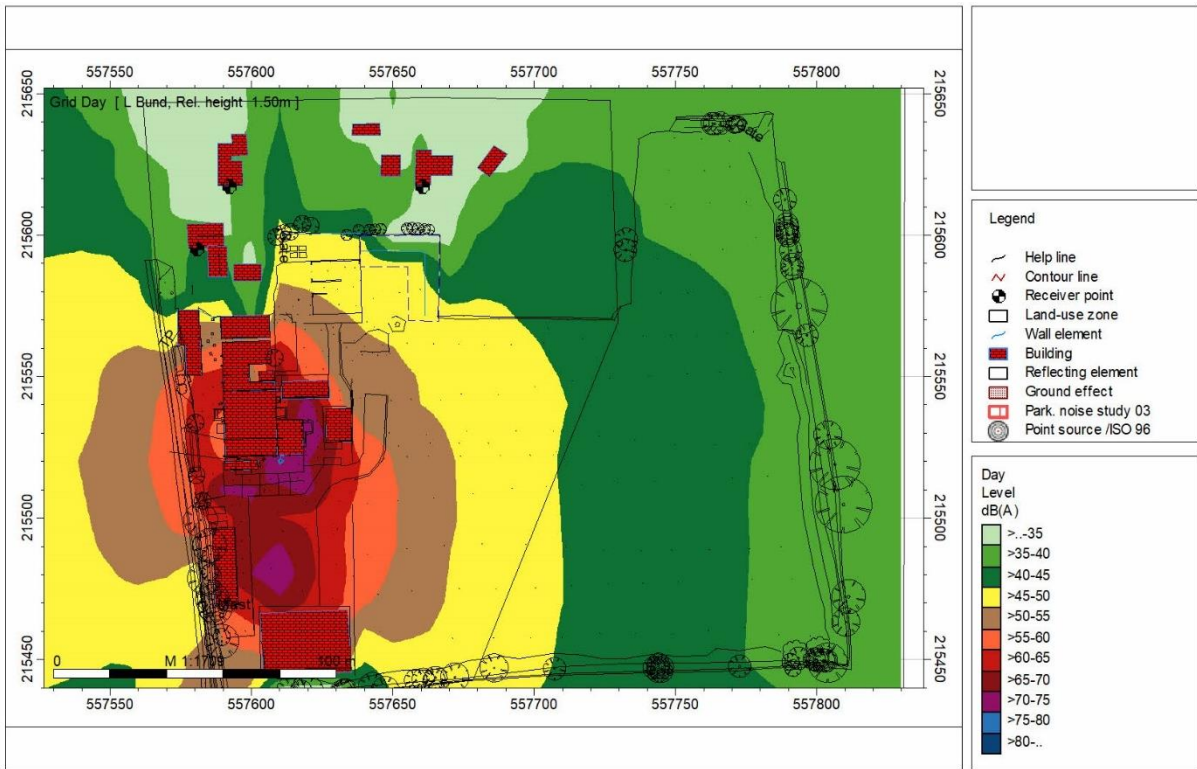 557550 557600 557650 557700 557750 557800
Grid Day [ L Bund, Rel. height 1.50m ]
215650 215650
215600 215600
215550 215550
215500 215500
215450
0
557550 557600 557650 557700 557750 557800
Legend
Help line
Contour line
Receiver point
Land-use zone
Wall element
Building
Reflecting element
Ground effect
Park. noise study 03
Point source /ISO 96
Day
Level
dB(A)
>..-35
>35-40
>40-45
>45-50
>50-55
>55-60
>60-65
>65-70
>70-75
>75-80
>80-..